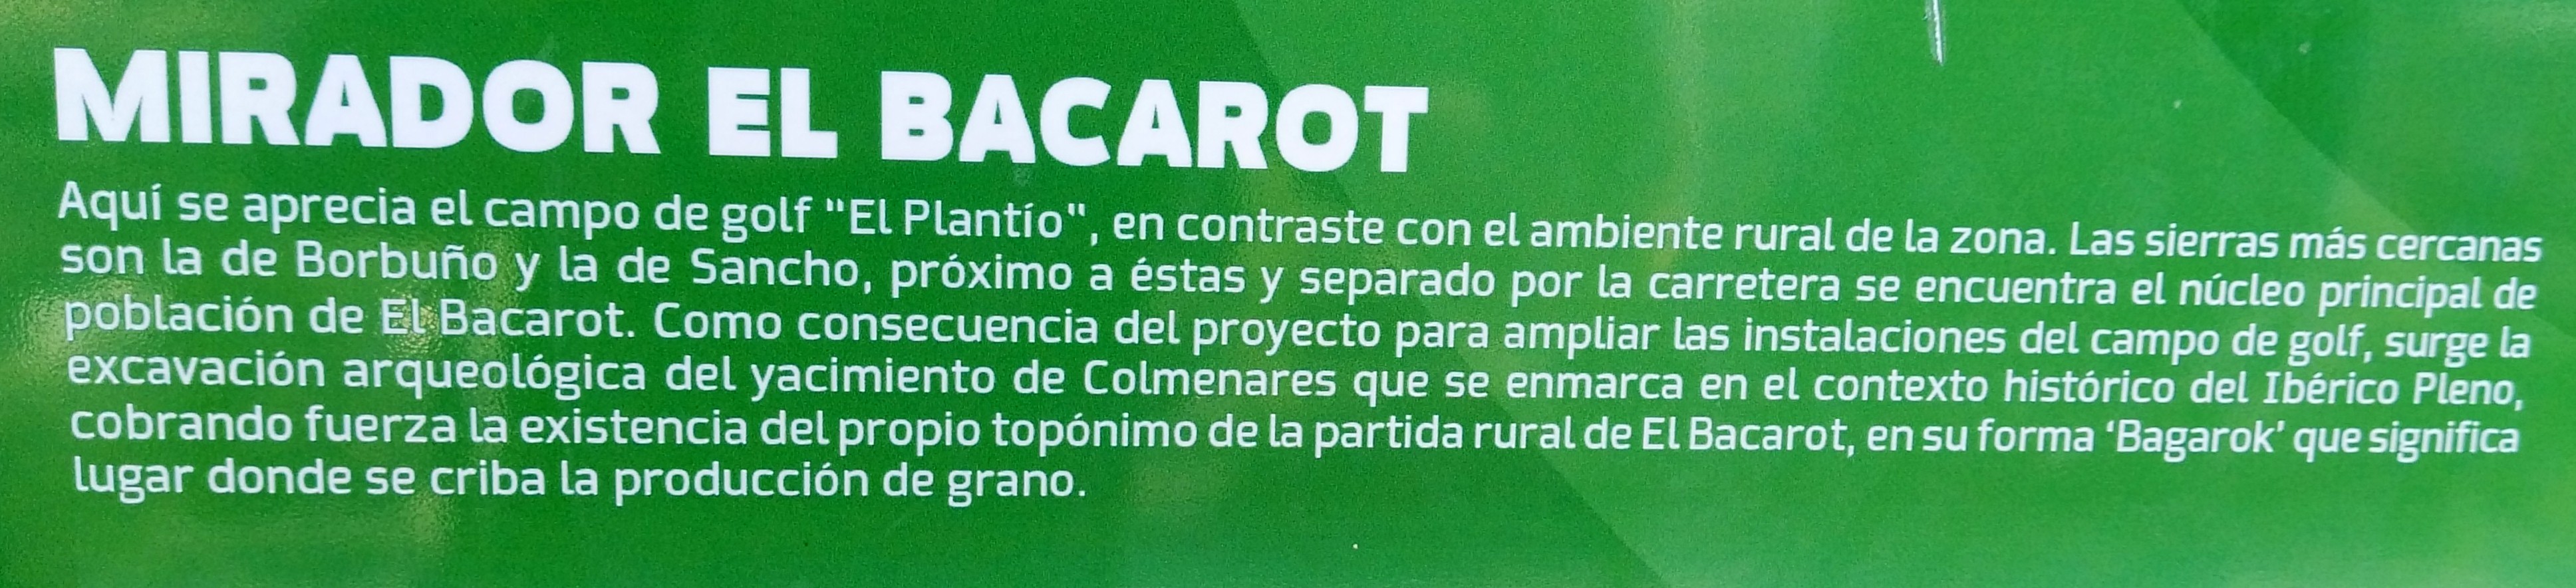 MIRADOR EL BACAROT
Aquí se aprecia el campo de golf "El Plantío", en contraste con el ambiente rural de la zona. Las sierras más cercanas
son la de Borbuño y la de Sancho, próximo a éstas y separado por la carretera se encuentra el núcleo principal de
población de El Bacarot. Como consecuencia del proyecto para ampliar las instalaciones del campo de golf, surge la
excavación arqueológica del yacimiento de Colmenares que se enmarca en el contexto histórico del Ibérico Pleno,
cobrando fuerza la existencia del propio topónimo de la partida rural de El Bacarot, en su forma ‘Bagarok’ que significa
lugar donde se criba la producción de grano.